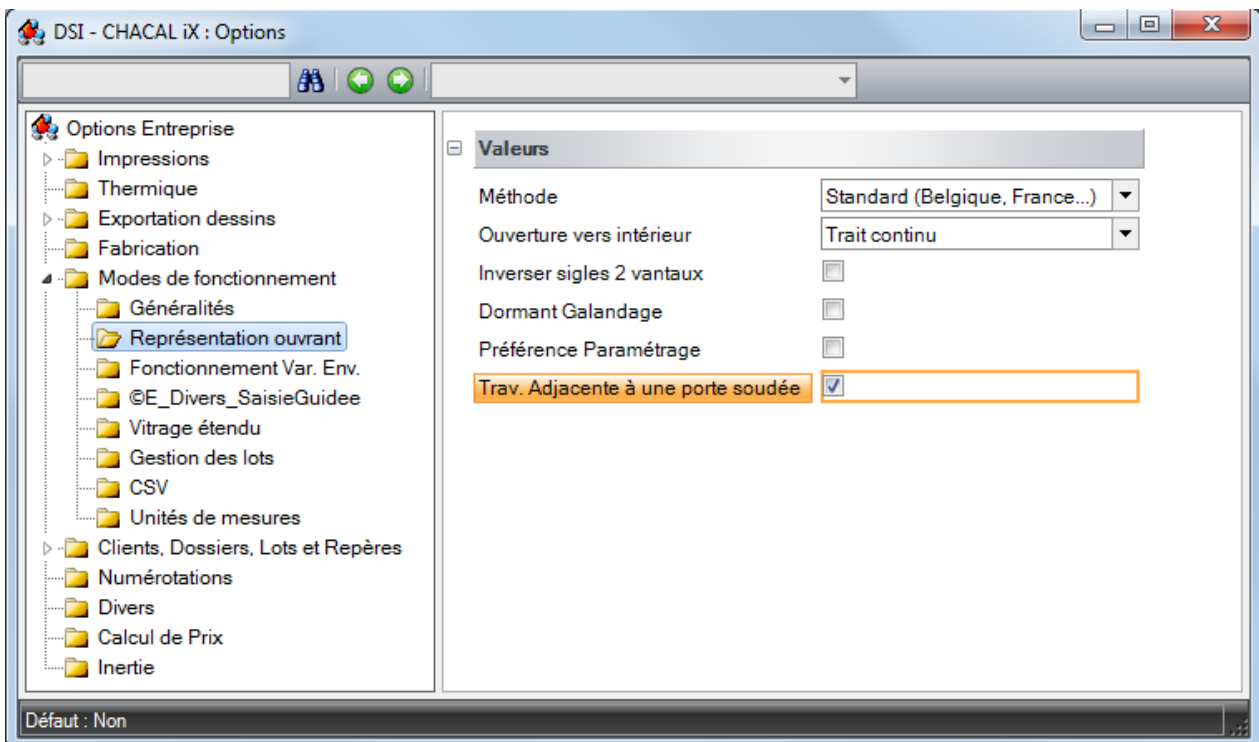 DSI - CHACAL iX : Options
Options Entreprise
Impressions
Thermique
Exportation dessins
Fabrication
Modes de fonctionnement
Généralités
Représentation ouvrant
Fonctionnement Var. Env.
©E_Divers_SaisieGuidee
Vitrage étendu
Gestion des lots
CSV
Unités de mesures
Clients, Dossiers, Lots et Repères
Numérotations
Divers
Calcul de Prix
Inertie
Valeurs
Méthode Standard (Belgique, France...)
Ouverture vers intérieur Trait continu
Inverser sigles 2 vantaux
Dormant Galandage
Préférence Paramétrage
Trav. Adjacente à une porte soudée
Défaut : Non